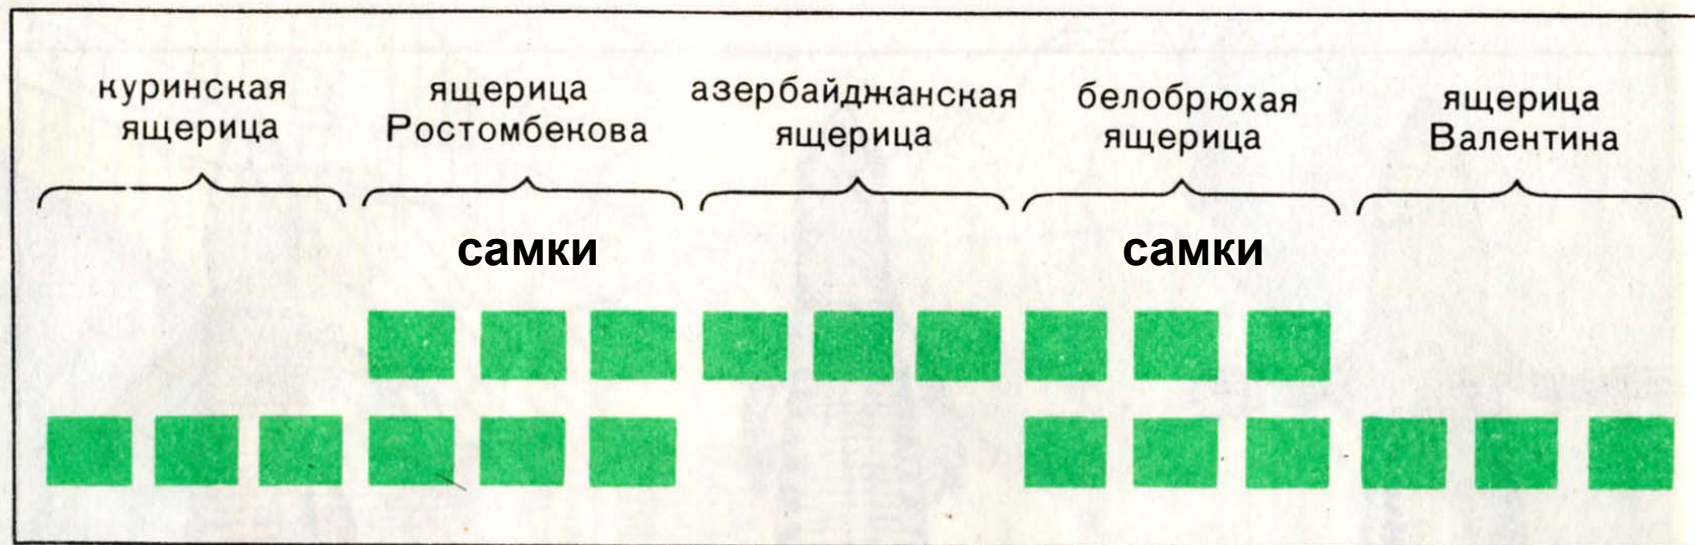 куринская
ящерица
ящерица
Ростомбекова
азербайджанская
ящерица
белобрюхая
ящерица
ящерица
Валентина
самки
самки